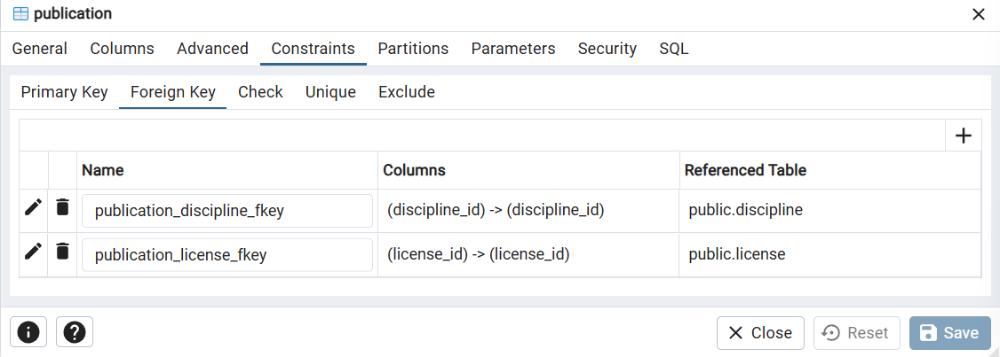 publication
General Columns Advanced Constraints Partitions Parameters Security SQL
Primary Key Foreign Key Check Unique Exclude
Name Columns Referenced Table
publication_discipline_fkey (discipline_id) -> (discipline_id) public.discipline
publication_license_fkey (license_id) -> (license_id) public.license
Close Reset Save